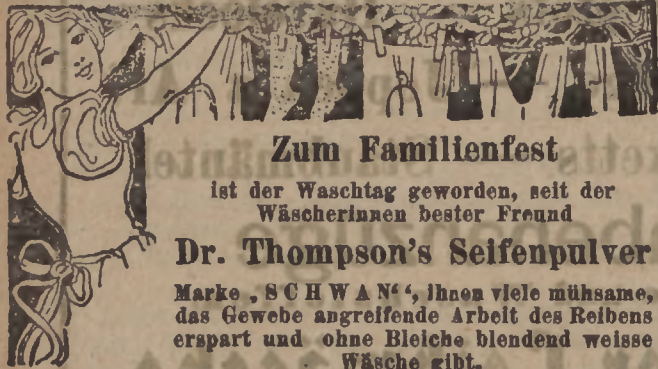 Zum Familienfest
ist der Waschtag geworden, seit der
Wäscherinnen bester Freund
Dr. Thompson's Seifenpulver
Marke „SCHWAN“, ihnen viele mühsame,
das Gewebe angreifende Arbeit des Reibens
erspart und ohne Bleiche blendend weisse
Wäsche gibt.